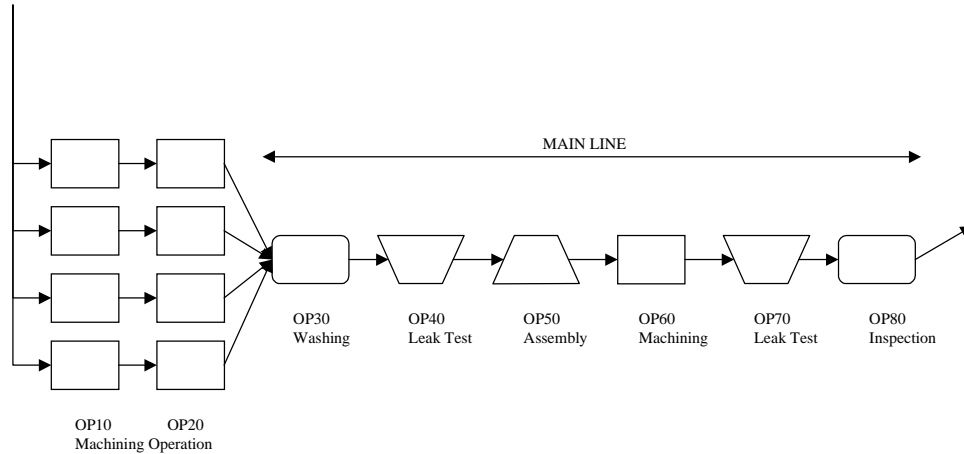 MAIN LINE
OP30
Washing
OP40
Leak Test
OP50
Assembly
OP60
Machining
OP70
Leak Test
OP80
Inspection
OP10 OP20
Machining Operation